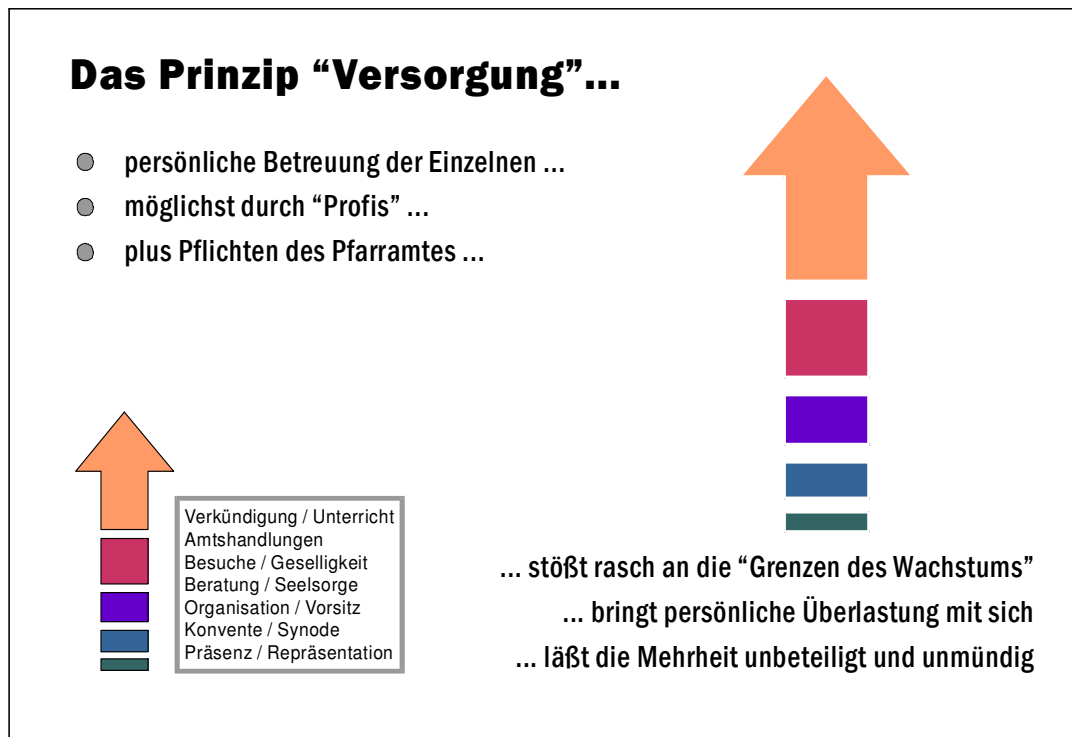 Das Prinzip “Versorgung”...
persönliche Betreuung der Einzelnen ...
möglichst durch “Profis” ...
plus Pflichten des Pfarramtes ...
Verkündigung / Unterricht
Amtshandlungen
Besuche / Geselligkeit
Beratung / Seelsorge
Organisation / Vorsitz
Konvente / Synode
Präsenz / Repräsentation
... stößt rasch an die “Grenzen des Wachstums”
... bringt persönliche Überlastung mit sich
... läßt die Mehrheit unbeteiligt und unmündig